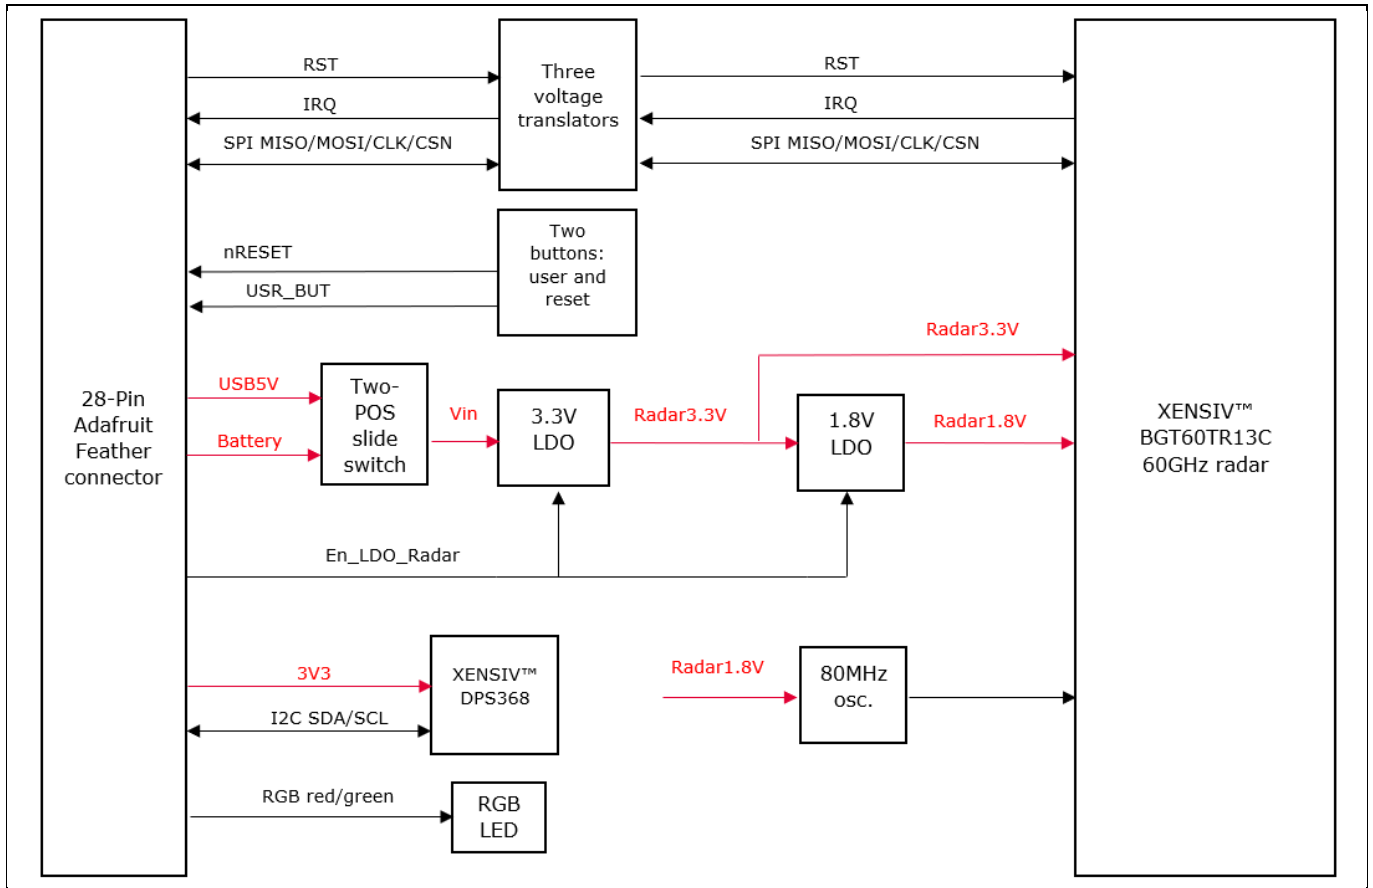 RST
IRQ
SPI MISO/MOSI/CLK/CSN
Three
voltage
translators
RST
IRQ
SPI MISO/MOSI/CLK/CSN
nRESET
USR_BUT
Two
buttons:
user and
reset
28-Pin
Adafruit
Feather
connector
USB5V
Battery
Two-
POS
slide
switch
Vin
3.3V
LDO
Radar3.3V
Radar3.3V
1.8V
LDO
Radar1.8V
XENSIV™
BGT60TR13C
60GHz radar
En_LDO_Radar
3V3
I2C SDA/SCL
XENSIV™
DPS368
Radar1.8V
80MHz
osc.
RGB red/green
RGB
LED